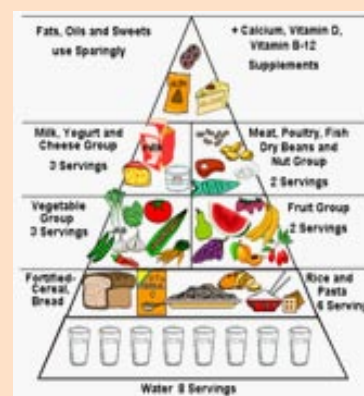 Fats, Oils and Sweets
use Sparingly
+ Calcium, Vitamin D,
Vitamin B-12
Supplements
Milk, Yogurt and
Cheese Group
3 Servings
Meat, Poultry, Fish
Dry Beans and
Nut Group
2 Servings
Vegetable
Group
3 Servings
Fruit Group
2 Servings
Fortified-
Cereal,
Bread
Rice and
Pasta
6 Servings
Water 8 Servings